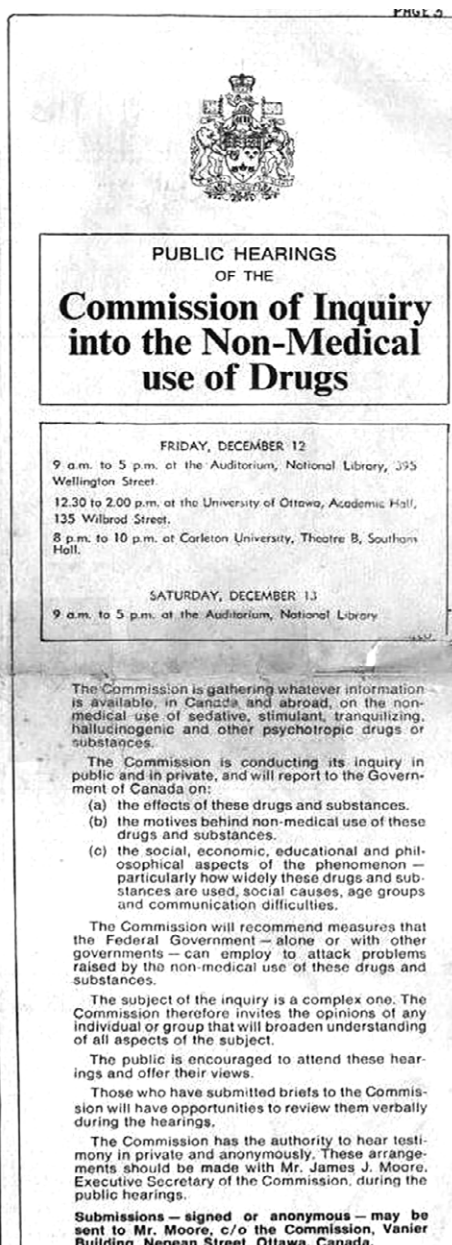 PAGE 5
PUBLIC HEARINGS
OF THE
Commission of Inquiry
into the Non-Medical
use of Drugs
FRIDAY, DECEMBER 12
9 a.m. to 5 p.m. at the Auditorium, National Library, 395
Wellington Street.
12.30 to 2.00 p.m. at the University of Ottawa, Academic Hall,
135 Wilbrod Street.
8 p.m. to 10 p.m. at Carleton University, Theatre B, Southam
Hall.
SATURDAY, DECEMBER 13
9 a.m. to 5 p.m. at the Auditorium, National Library
The Commission is gathering whatever information
is available, in Canada and abroad, on the non-
medical use of sedative, stimulant, tranquilizing,
hallucinogenic and other psychotropic drugs or
substances.
The Commission is conducting its inquiry in
public and in private, and will report to the Govern-
ment of Canada on:
(a) the effects of these drugs and substances.
(b) the motives behind non-medical use of these
drugs and substances.
(c) the social, economic, educational and phil-
osophical aspects of the phenomenon —
particularly how widely these drugs and sub-
stances are used, social causes, age groups
and communication difficulties.
The Commission will recommend measures that
the Federal Government — alone or with other
governments — can employ to attack problems
raised by the non-medical use of these drugs and
substances.
The subject of the inquiry is a complex one. The
Commission therefore invites the opinions of any
individual or group that will broaden understanding
of all aspects of the subject.
The public is encouraged to attend these hear-
ings and offer their views.
Those who have submitted briefs to the Commis-
sion will have opportunities to review them verbally
during the hearings.
The Commission has the authority to hear testi-
mony in private and anonymously. These arrange-
ments should be made with Mr. James J. Moore,
Executive Secretary of the Commission, during the
public hearings.
Submissions — signed or anonymous — may be
sent to Mr. Moore, c/o the Commission, Vanier
Building, Nepean Street, Ottawa, Canada.